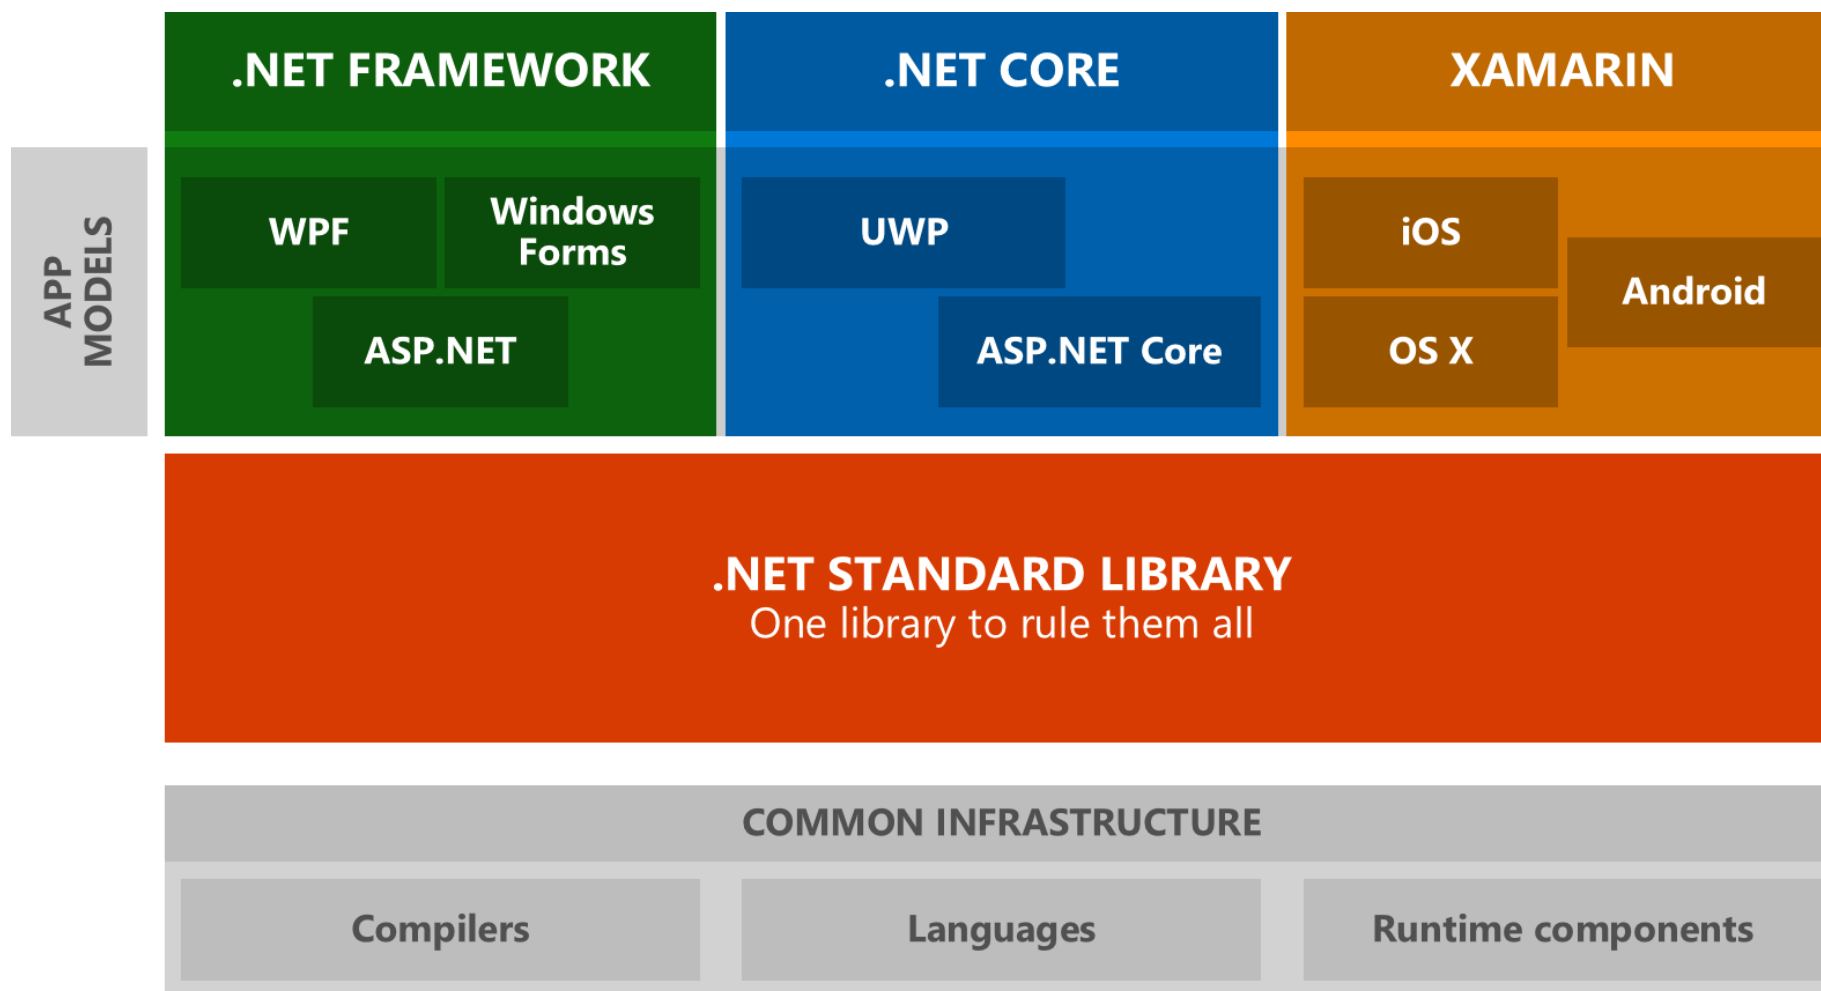 .NET FRAMEWORK
.NET CORE
XAMARIN
APP
MODELS
WPF
Windows
Forms
ASP.NET
UWP
ASP.NET Core
iOS
Android
OS X
.NET STANDARD LIBRARY
One library to rule them all
COMMON INFRASTRUCTURE
Compilers
Languages
Runtime components